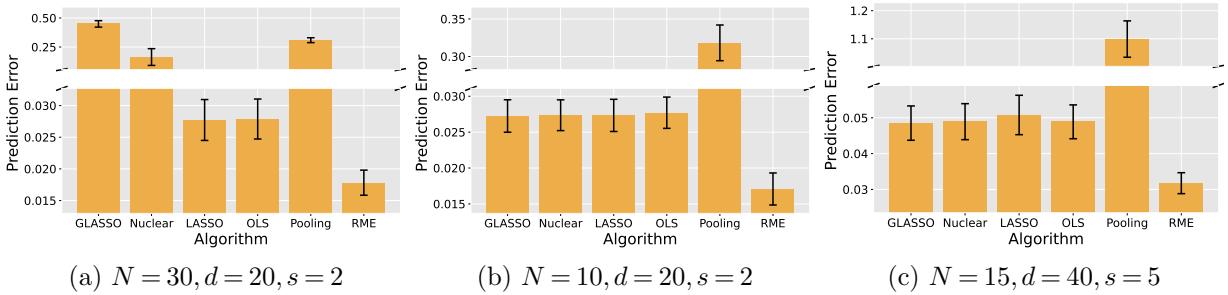 Prediction Error
0.50
0.25
0.030
0.025
0.020
0.015
GLASSO Nuclear LASSO OLS Pooling RME
Algorithm
(a) N = 30, d = 20, s = 2
Prediction Error
0.35
0.30
0.030
0.025
0.020
0.015
GLASSO Nuclear LASSO OLS Pooling RME
Algorithm
(b) N = 10, d = 20, s = 2
Prediction Error
1.2
1.1
0.05
0.04
0.03
GLASSO Nuclear LASSO OLS Pooling RME
Algorithm
(c) N = 15, d = 40, s = 5